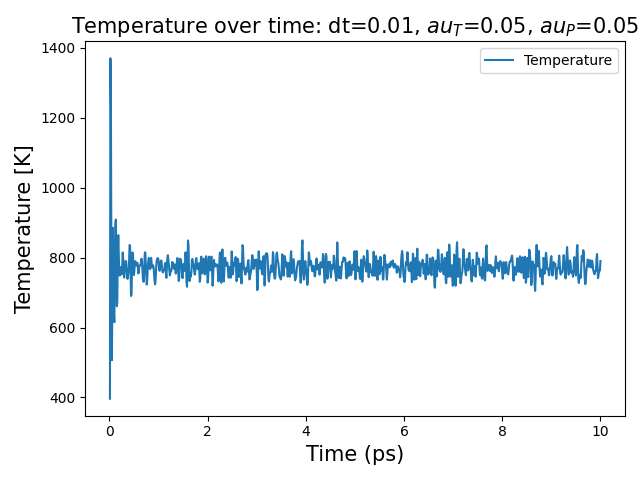 Temperature over time: dt=0.01, au_T=0.05, au_P=0.05
Temperature
1400
1200
1000
800
600
400
Temperature [K]
0 2 4 6 8 10
Time (ps)